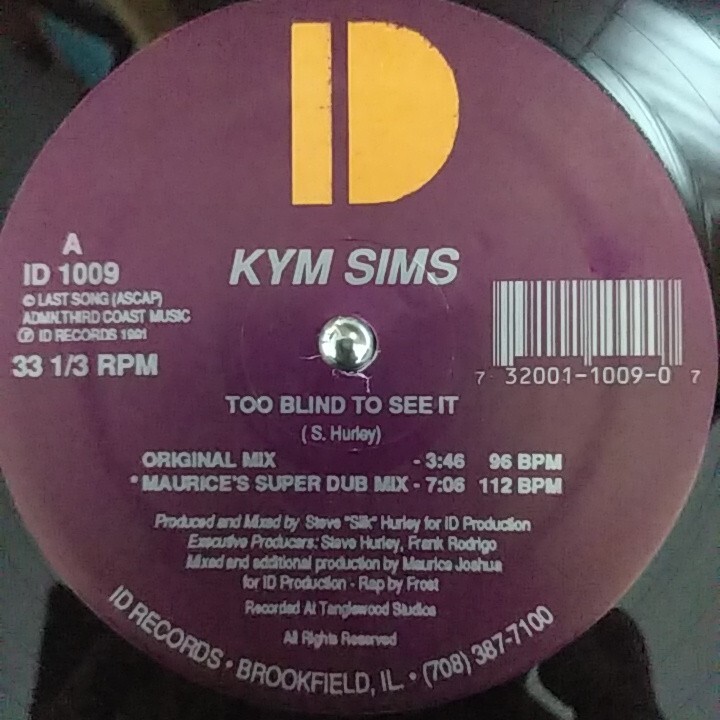 ID
KYM SIMS
A
ID 1009
© LAST SONG (ASCAP)
ADMN.THIRD COAST MUSIC
℗ ID RECORDS 1991
33 1/3 RPM
7 32001-1009-0 7
TOO BLIND TO SEE IT
(S. Hurley)
ORIGINAL MIX - 3:46 96 BPM
* MAURICE'S SUPER DUB MIX - 7:06 112 BPM
Produced and Mixed by Steve "Silk" Hurley for ID Production
Executive Producers: Steve Hurley, Frank Rodrigo
Mixed and additional production by Maurice Joshua
for ID Production - Rap by Frost
Recorded At Tanglewood Studios
All Rights Reserved
ID RECORDS • BROOKFIELD, IL. • (708) 387-7100